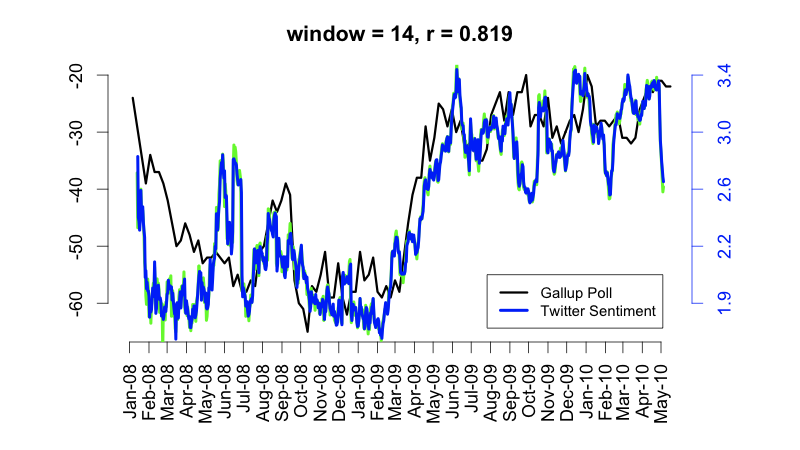 window = 14, r = 0.819
-20
-30
-40
-50
-60
3.4
3.0
2.6
2.2
1.9
Gallup Poll
Twitter Sentiment
Jan-08
Feb-08
Mar-08
Apr-08
May-08
Jun-08
Jul-08
Aug-08
Sep-08
Oct-08
Nov-08
Dec-08
Jan-09
Feb-09
Mar-09
Apr-09
May-09
Jun-09
Jul-09
Aug-09
Sep-09
Oct-09
Nov-09
Dec-09
Jan-10
Feb-10
Mar-10
Apr-10
May-10